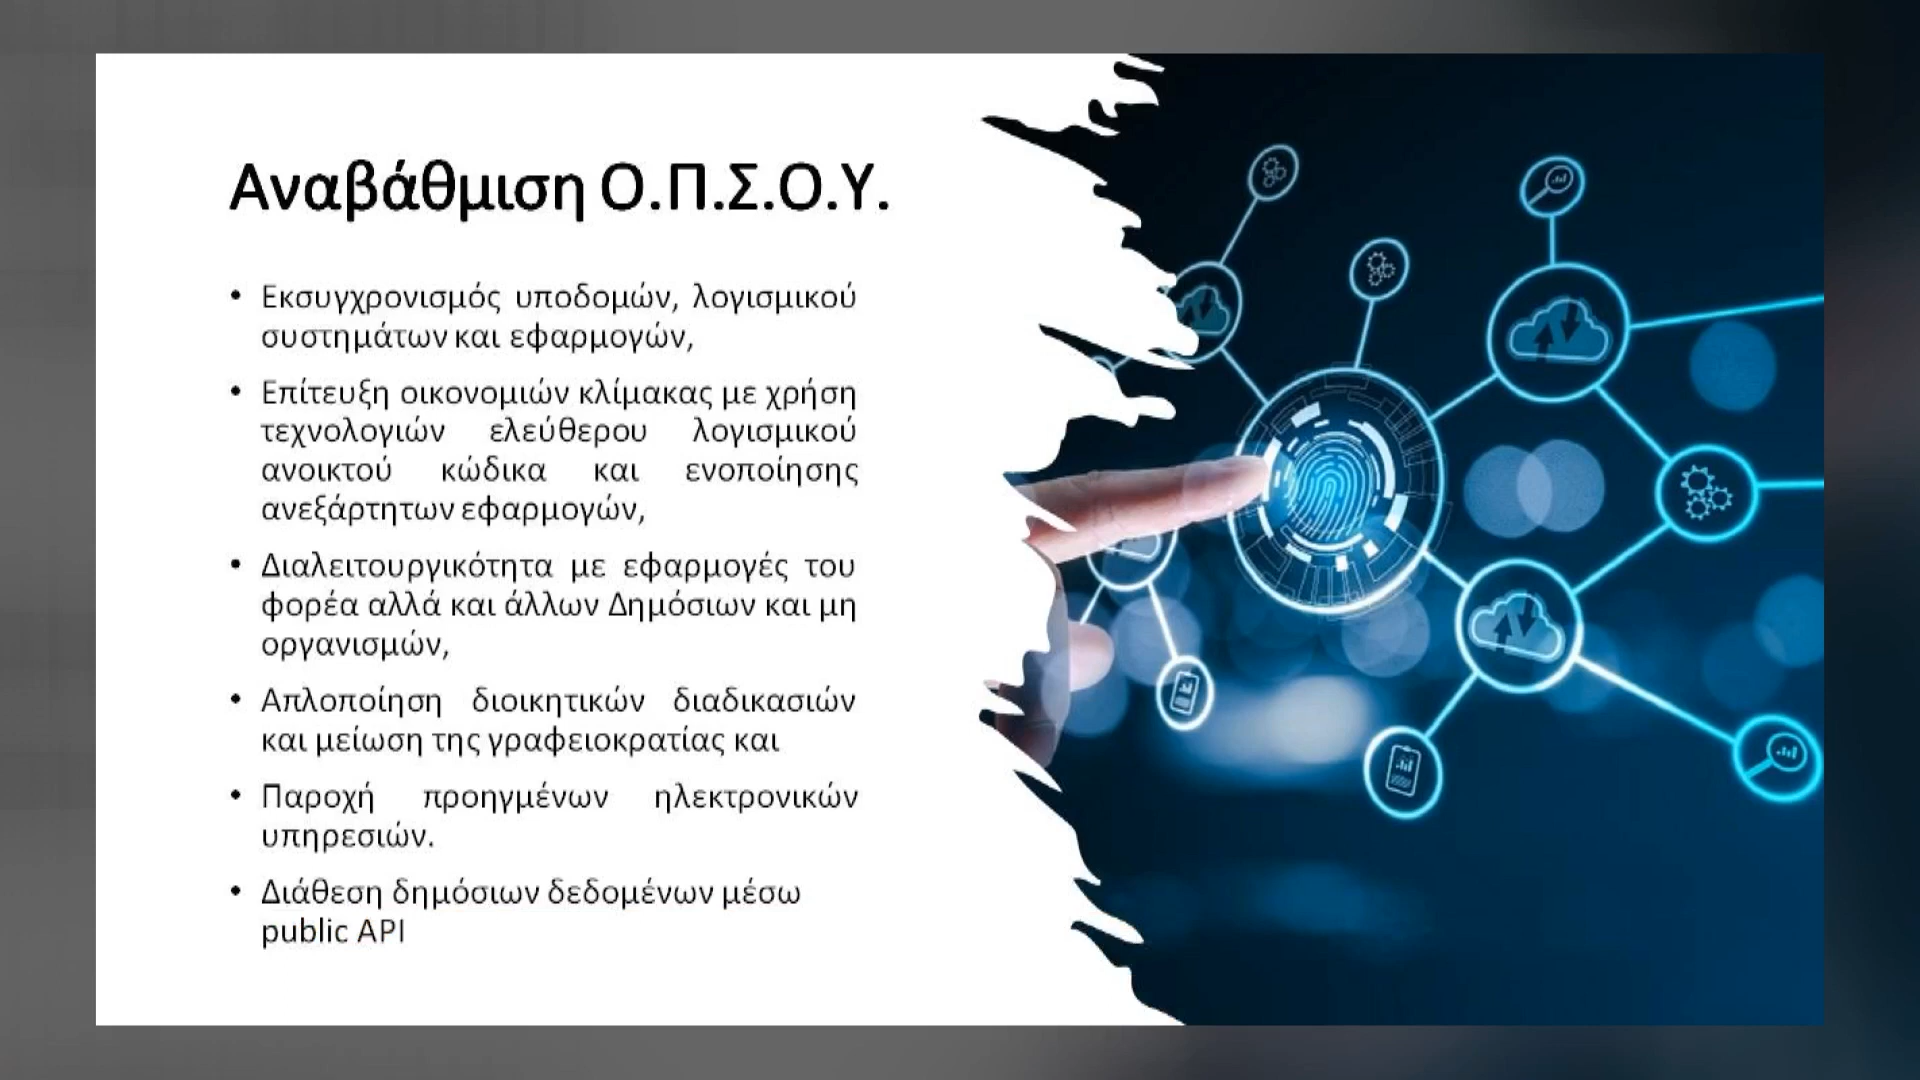 Αναβάθμιση Ο.Π.Σ.Ο.Υ.
• Εκσυγχρονισμός υποδομών, λογισμικού
συστημάτων και εφαρμογών,
• Επίτευξη οικονομιών κλίμακας με χρήση
τεχνολογιών ελεύθερου λογισμικού
ανοικτού κώδικα και ενοποίησης
ανεξάρτητων εφαρμογών,
• Διαλειτουργικότητα με εφαρμογές του
φορέα αλλά και άλλων Δημόσιων και μη
οργανισμών,
• Απλοποίηση διοικητικών διαδικασιών
και μείωση της γραφειοκρατίας και
• Παροχή προηγμένων ηλεκτρονικών
υπηρεσιών.
• Διάθεση δημόσιων δεδομένων μέσω
public API